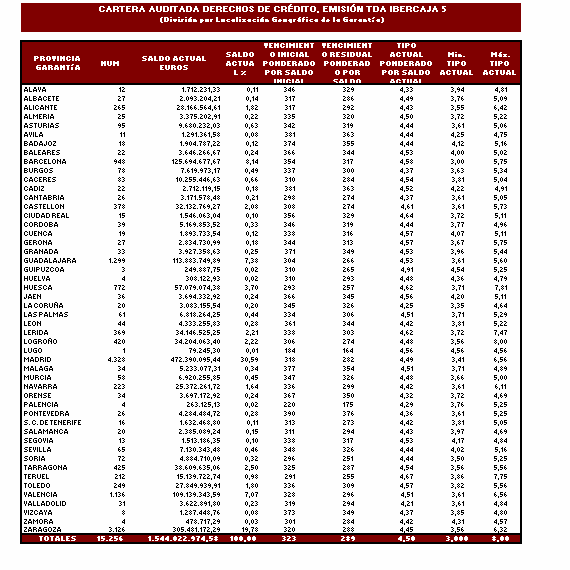 CARTERA AUDITADA DERECHOS DE CRÉDITO, EMISIÓN TDA IBERCAJA 5
(División por Localización Geográfica de la Garantía)
PROVINCIA GARANTÍA NUM SALDO ACTUAL EUROS SALDO ACTUAL % VENCIMIENTO INICIAL PONDERADO POR SALDO INICIAL VENCIMIENTO RESIDUAL PONDERADO POR SALDO TIPO ACTUAL PONDERADO POR SALDO ACTUAL Min. TIPO ACTUAL Máx. TIPO ACTUAL
ALAVA 12 1.712.231,33 0,11 346 329 4,33 3,94 4,81
ALBACETE 27 2.093.204,21 0,14 317 286 4,49 3,76 5,09
ALICANTE 265 28.166.564,61 1,82 317 292 4,43 3,55 6,42
ALMERIA 25 3.375.202,91 0,22 335 320 4,50 3,72 5,22
ASTURIAS 95 9.680.232,03 0,63 342 319 4,44 3,61 5,06
AVILA 11 1.291.361,58 0,08 381 363 4,44 4,25 4,75
BADAJOZ 18 1.904.787,22 0,12 374 355 4,44 4,12 5,16
BALEARES 22 3.646.266,67 0,24 366 344 4,53 4,00 5,02
BARCELONA 948 125.694.677,67 8,14 354 317 4,58 3,00 5,75
BURGOS 78 7.619.973,17 0,49 337 300 4,37 3,63 5,34
CACERES 83 10.255.446,63 0,66 310 284 4,54 3,81 5,04
CADIZ 22 2.712.119,15 0,18 381 363 4,52 4,22 4,91
CANTABRIA 26 3.171.578,48 0,21 298 274 4,37 3,61 5,05
CASTELLON 378 32.132.769,27 2,08 308 274 4,61 3,61 5,73
CIUDAD REAL 15 1.546.063,04 0,10 356 329 4,64 3,72 5,11
CORDOBA 39 5.169.853,52 0,33 346 319 4,44 3,77 4,96
CUENCA 19 1.893.733,54 0,12 338 316 4,57 4,07 5,11
GERONA 27 2.834.730,99 0,18 344 313 4,57 3,67 5,75
GRANADA 33 3.927.358,63 0,25 371 349 4,53 3,96 5,44
GUADALAJARA 1.299 113.883.749,89 7,38 304 266 4,53 3,61 5,60
GUIPUZCOA 3 249.887,75 0,02 310 265 4,91 4,54 5,25
HUELVA 4 308.122,93 0,02 310 283 4,48 4,36 4,79
HUESCA 772 57.079.074,38 3,70 293 257 4,62 3,71 7,81
JAEN 36 3.694.332,92 0,24 366 345 4,56 4,20 5,11
LA CORUÑA 20 3.083.155,54 0,20 345 326 4,25 3,35 4,64
LAS PALMAS 61 6.818.264,25 0,44 334 306 4,51 3,71 5,29
LEON 44 4.333.255,83 0,28 361 344 4,42 3,81 5,22
LERIDA 369 34.146.525,25 2,21 338 303 4,62 3,72 7,47
LOGROÑO 420 34.204.063,40 2,22 306 274 4,48 3,56 8,00
LUGO 1 79.245,30 0,01 184 164 4,56 4,56 4,56
MADRID 4.328 472.390.095,44 30,59 318 282 4,49 3,41 6,56
MALAGA 34 5.233.077,31 0,34 377 354 4,51 3,71 4,89
MURCIA 58 6.920.255,85 0,45 347 326 4,48 3,66 5,00
NAVARRA 223 25.372.261,72 1,64 336 299 4,42 3,61 6,11
ORENSE 34 3.697.172,92 0,24 367 350 4,32 3,72 4,69
PALENCIA 4 263.125,13 0,02 220 175 4,29 3,76 5,25
PONTEVEDRA 26 4.284.484,72 0,28 390 376 4,36 3,61 5,25
S. C. DE TENERIFE 16 1.632.468,80 0,11 313 273 4,42 3,81 5,05
SALAMANCA 20 2.385.089,24 0,15 311 294 4,43 3,97 4,69
SEGOVIA 13 1.513.186,35 0,10 338 317 4,53 4,17 4,84
SEVILLA 65 7.130.343,48 0,46 348 326 4,44 4,02 5,16
SORIA 72 4.884.710,09 0,32 296 251 4,44 3,50 5,25
TARRAGONA 425 38.609.635,06 2,50 325 287 4,54 3,56 5,56
TERUEL 212 15.139.722,74 0,98 291 255 4,67 3,86 7,75
TOLEDO 249 27.849.939,91 1,80 336 309 4,57 3,82 5,56
VALENCIA 1.136 109.139.343,59 7,07 328 296 4,51 3,61 6,56
VALLADOLID 31 3.622.891,80 0,23 319 294 4,21 3,61 4,84
VIZCAYA 8 1.287.448,76 0,08 373 349 4,37 3,85 4,80
ZAMORA 4 478.717,29 0,03 301 284 4,42 4,31 4,57
ZARAGOZA 3.126 305.481.172,29 19,78 320 288 4,45 3,56 6,32
TOTALES 15.256 1.544.022.974,58 100,00 323 289 4,50 3,000 8,00